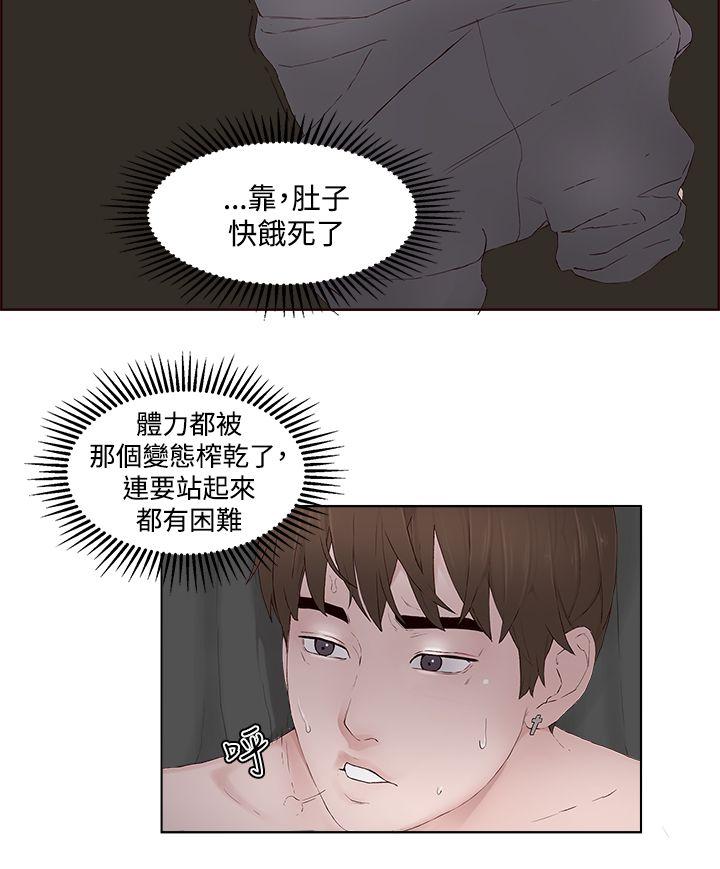 …靠，肚子
快餓死了
體力都被
那個變態榨乾了，
連要站起來
都有困難
呼